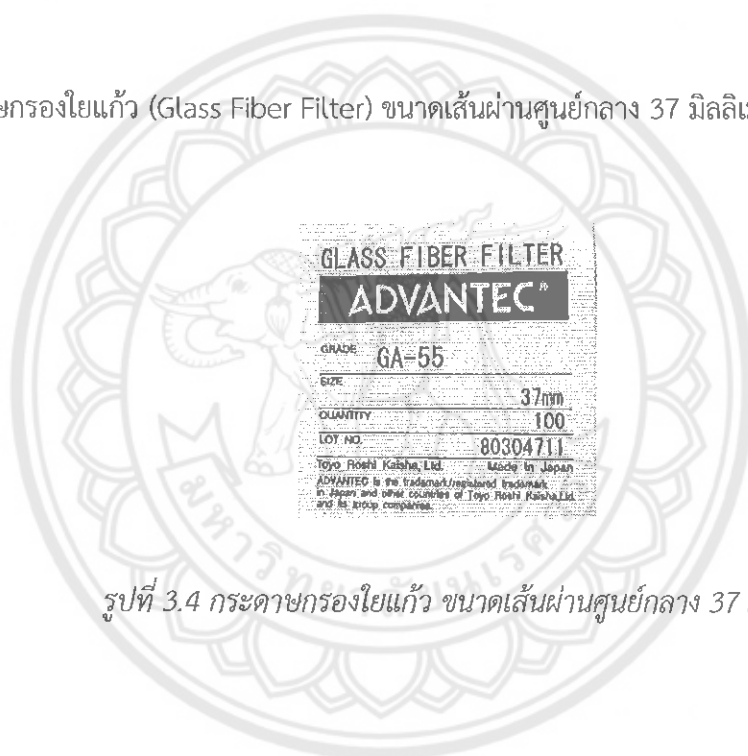 ษกรองใยแก้ว (Glass Fiber Filter) ขนาดเส้นผ่านศูนย์กลาง 37 มิลลิเม
GLASS FIBER FILTER
ADVANTEC®
GRADE GA-55
SIZE 37mm
QUANTITY 100
LOT NO. 80304711
Toyo Roshi Kaisha, Ltd. Made in Japan
ADVANTEC is the trademark/registered trademark
in Japan and other countries of Toyo Roshi Kaisha,Ltd.
and its group companies.
รูปที่ 3.4 กระดาษกรองใยแก้ว ขนาดเส้นผ่านศูนย์กลาง 37